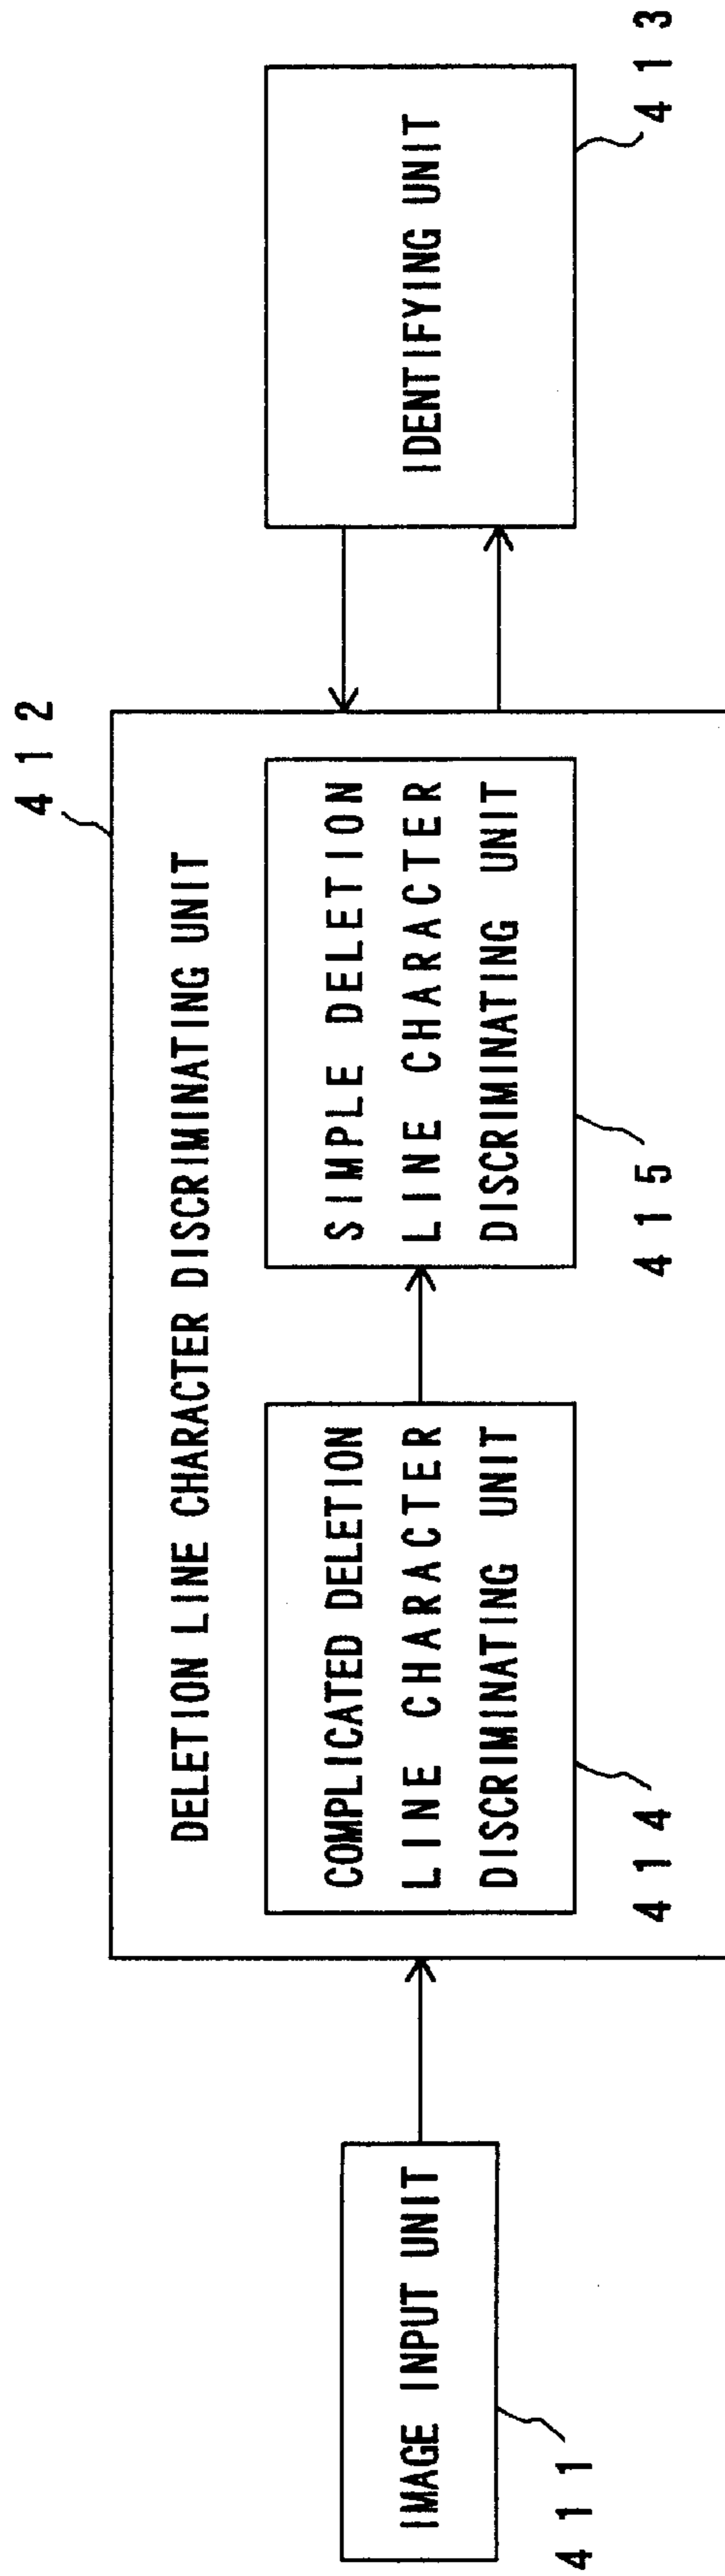 412
DELETION LINE CHARACTER DISCRIMINATING UNIT
IMAGE INPUT UNIT
411
COMPLICATED DELETION
LINE CHARACTER
DISCRIMINATING UNIT
414
SIMPLE DELETION
LINE CHARACTER
DISCRIMINATING UNIT
415
IDENTIFYING UNIT
413